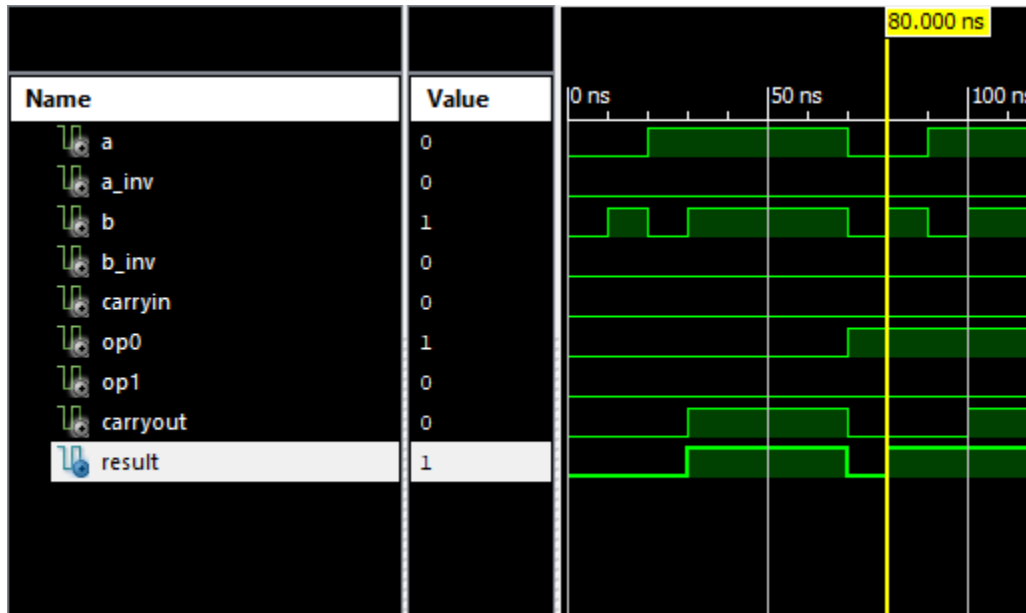 80.000 ns
Name Value 0 ns 50 ns 100 ns
a 0
a_inv 0
b 1
b_inv 0
carryin 0
op0 1
op1 0
carryout 0
result 1